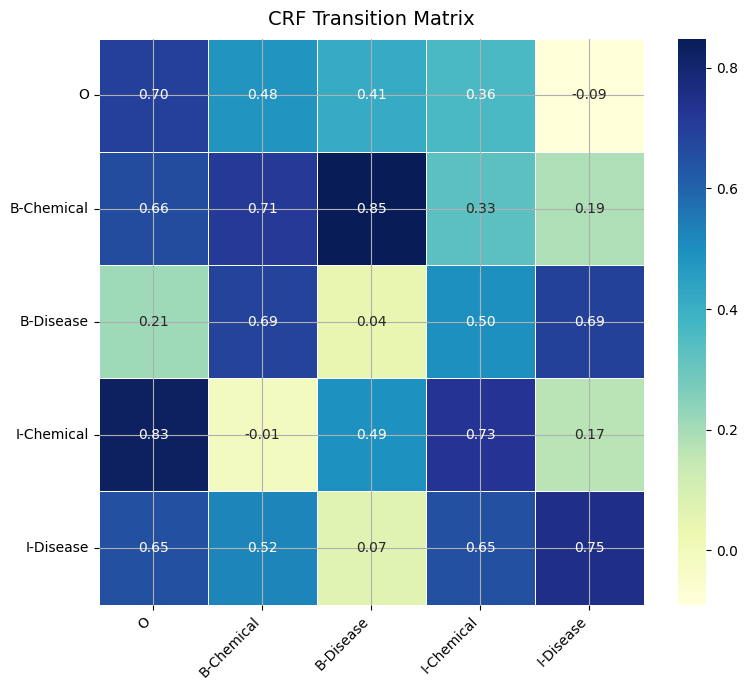 CRF Transition Matrix
O 0.70 0.48 0.41 0.36 -0.09
B-Chemical 0.66 0.71 0.85 0.33 0.19
B-Disease 0.21 0.69 0.04 0.50 0.69
I-Chemical 0.83 -0.01 0.49 0.73 0.17
I-Disease 0.65 0.52 0.07 0.65 0.75
O B-Chemical B-Disease I-Chemical I-Disease
0.8
0.6
0.4
0.2
0.0